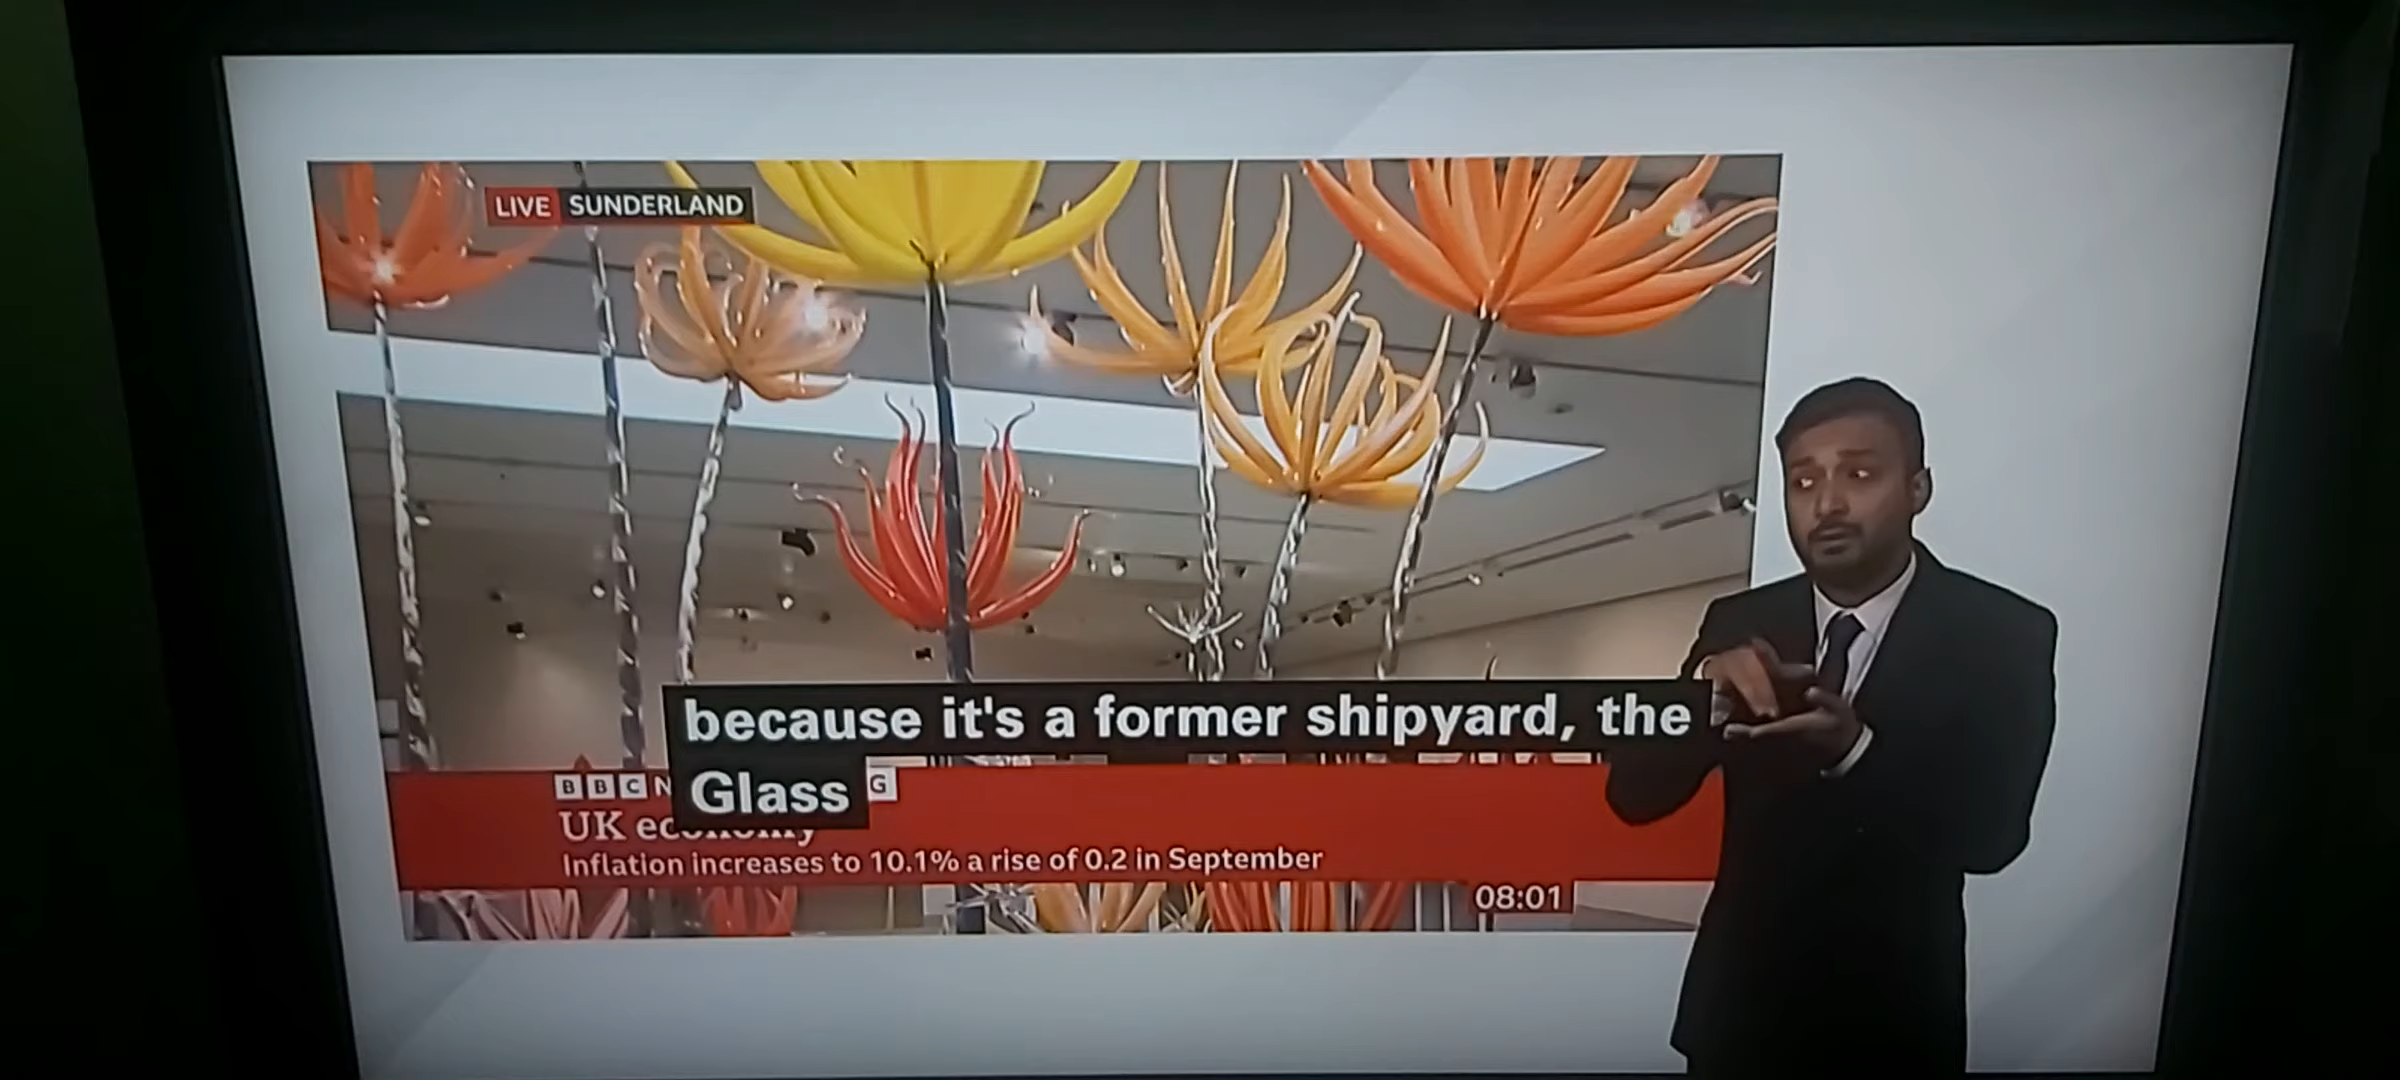 LIVE SUNDERLAND
because it's a former shipyard, the
Glass
BBC N G
UK economy
Inflation increases to 10.1% a rise of 0.2 in September
08:01